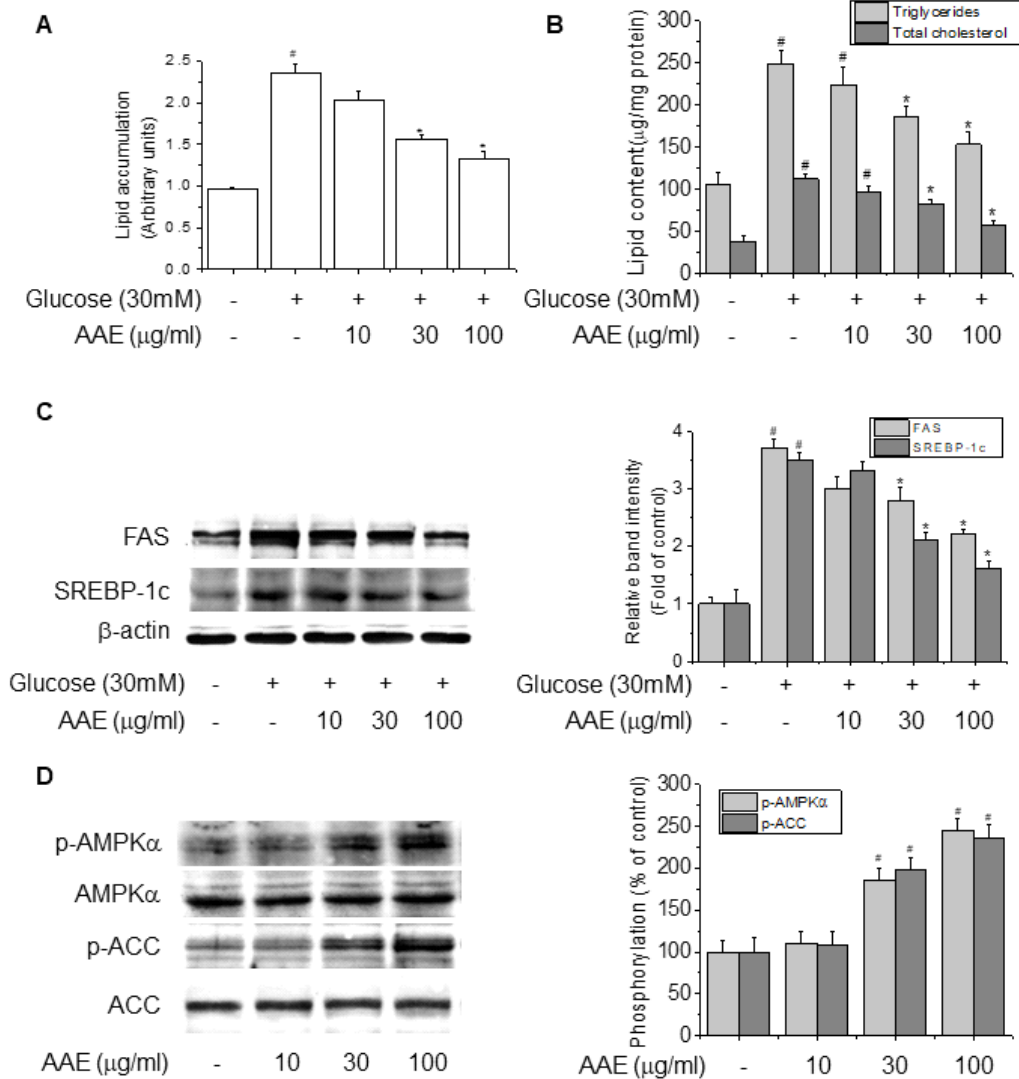 A
#
*
*
2.5
2.0
1.5
1.0
0.5
0.0
Lipid accumulation
(Arbitrary units)
Glucose (30mM) - + + + +
AAE (μg/ml) - - 10 30 100
B
Triglycerides
Total cholesterol
# # # # * * * *
300
250
200
150
100
50
0
Lipid content(μg/mg protein)
Glucose (30mM) - + + + +
AAE (μg/ml) - - 10 30 100
C
FAS
SREBP-1c
β-actin
Glucose (30mM) - + + + +
AAE (μg/ml) - - 10 30 100
FAS
SREBP-1c
# # * * * *
4
3
2
1
0
Relative band intensity
(Fold of control)
Glucose (30mM) - + + + +
AAE (μg/ml) - - 10 30 100
D
p-AMPKα
AMPKα
p-ACC
ACC
AAE (μg/ml) - 10 30 100
p-AMPKα
p-ACC
# # # #
300
250
200
150
100
50
0
Phosphorylation (% of control)
AAE (μg/ml) - 10 30 100